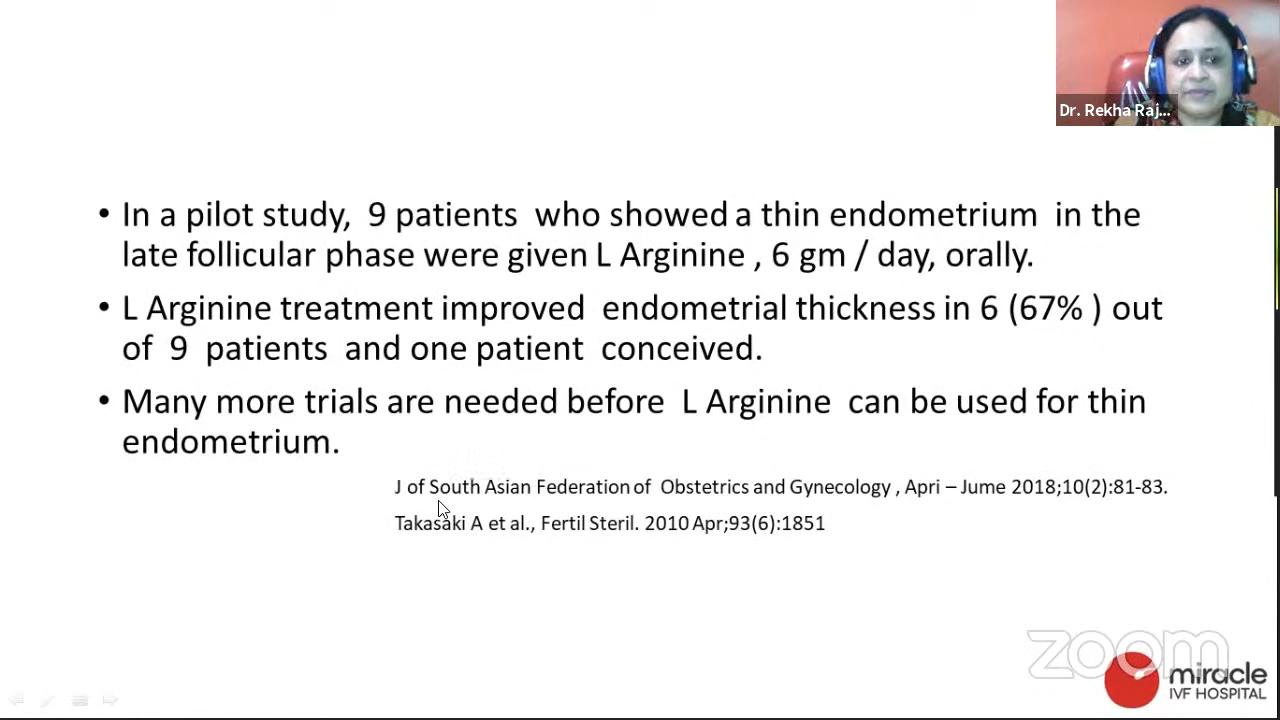 Dr. Rekha Raj...
• In a pilot study, 9 patients who showed a thin endometrium in the
late follicular phase were given L Arginine , 6 gm / day, orally.
• L Arginine treatment improved endometrial thickness in 6 (67% ) out
of 9 patients and one patient conceived.
• Many more trials are needed before L Arginine can be used for thin
endometrium.
J of South Asian Federation of Obstetrics and Gynecology , Apri – Jume 2018;10(2):81-83.
Takasaki A et al., Fertil Steril. 2010 Apr;93(6):1851
zoom
miracle
IVF HOSPITAL